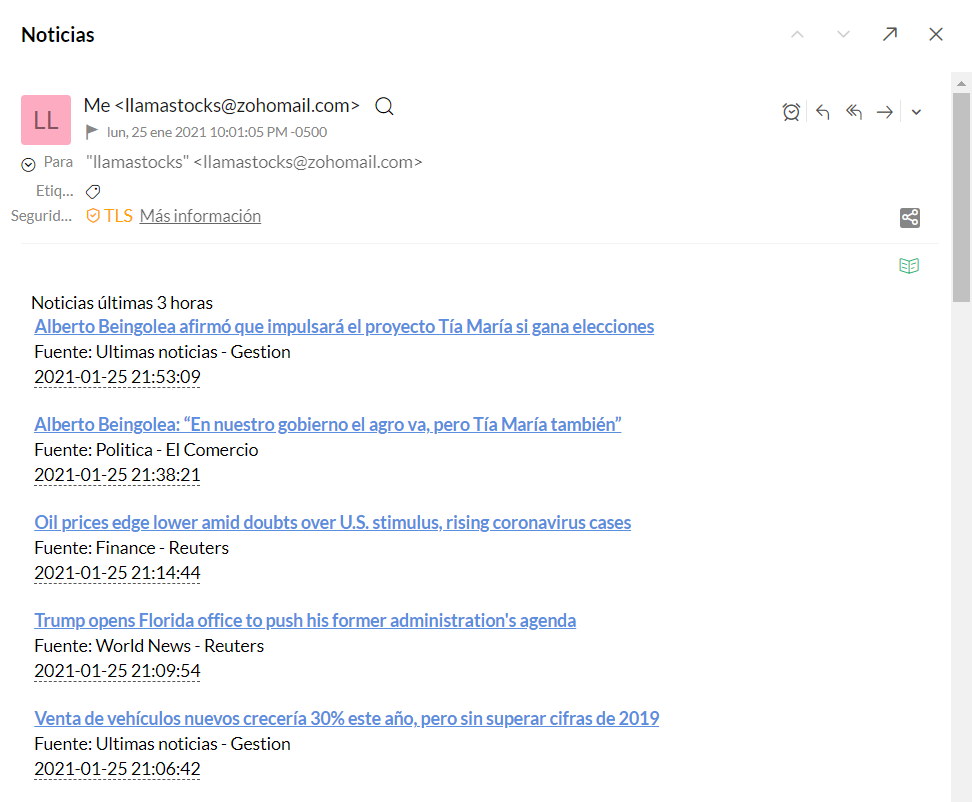 Noticias
LL
Me <llamastocks@zohomail.com>
lun, 25 ene 2021 10:01:05 PM -0500
Para "llamastocks" <llamastocks@zohomail.com>
Etiq...
Segurid... TLS Más información
Noticias últimas 3 horas
Alberto Beingolea afirmó que impulsará el proyecto Tía María si gana elecciones
Fuente: Ultimas noticias - Gestion
2021-01-25 21:53:09
Alberto Beingolea: “En nuestro gobierno el agro va, pero Tía María también”
Fuente: Politica - El Comercio
2021-01-25 21:38:21
Oil prices edge lower amid doubts over U.S. stimulus, rising coronavirus cases
Fuente: Finance - Reuters
2021-01-25 21:14:44
Trump opens Florida office to push his former administration's agenda
Fuente: World News - Reuters
2021-01-25 21:09:54
Venta de vehículos nuevos crecería 30% este año, pero sin superar cifras de 2019
Fuente: Ultimas noticias - Gestion
2021-01-25 21:06:42